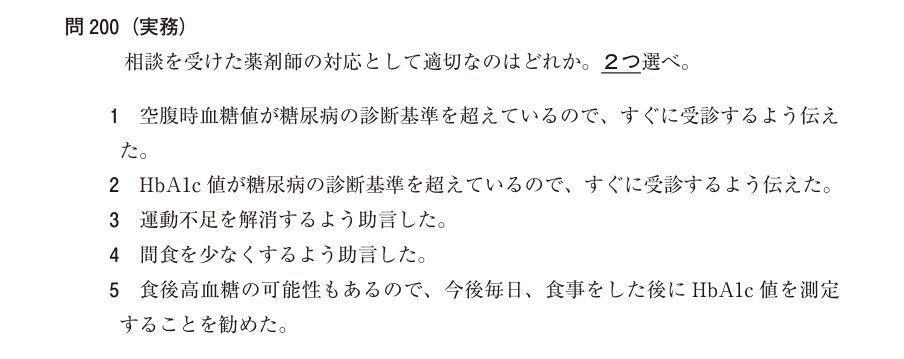 問 200（実務）
相談を受けた薬剤師の対応として適切なのはどれか。２つ選べ。
1　空腹時血糖値が糖尿病の診断基準を超えているので、すぐに受診するよう伝え
た。
2　HbA1c 値が糖尿病の診断基準を超えているので、すぐに受診するよう伝えた。
3　運動不足を解消するよう助言した。
4　間食を少なくするよう助言した。
5　食後高血糖の可能性もあるので、今後毎日、食事をした後に HbA1c 値を測定
することを勧めた。